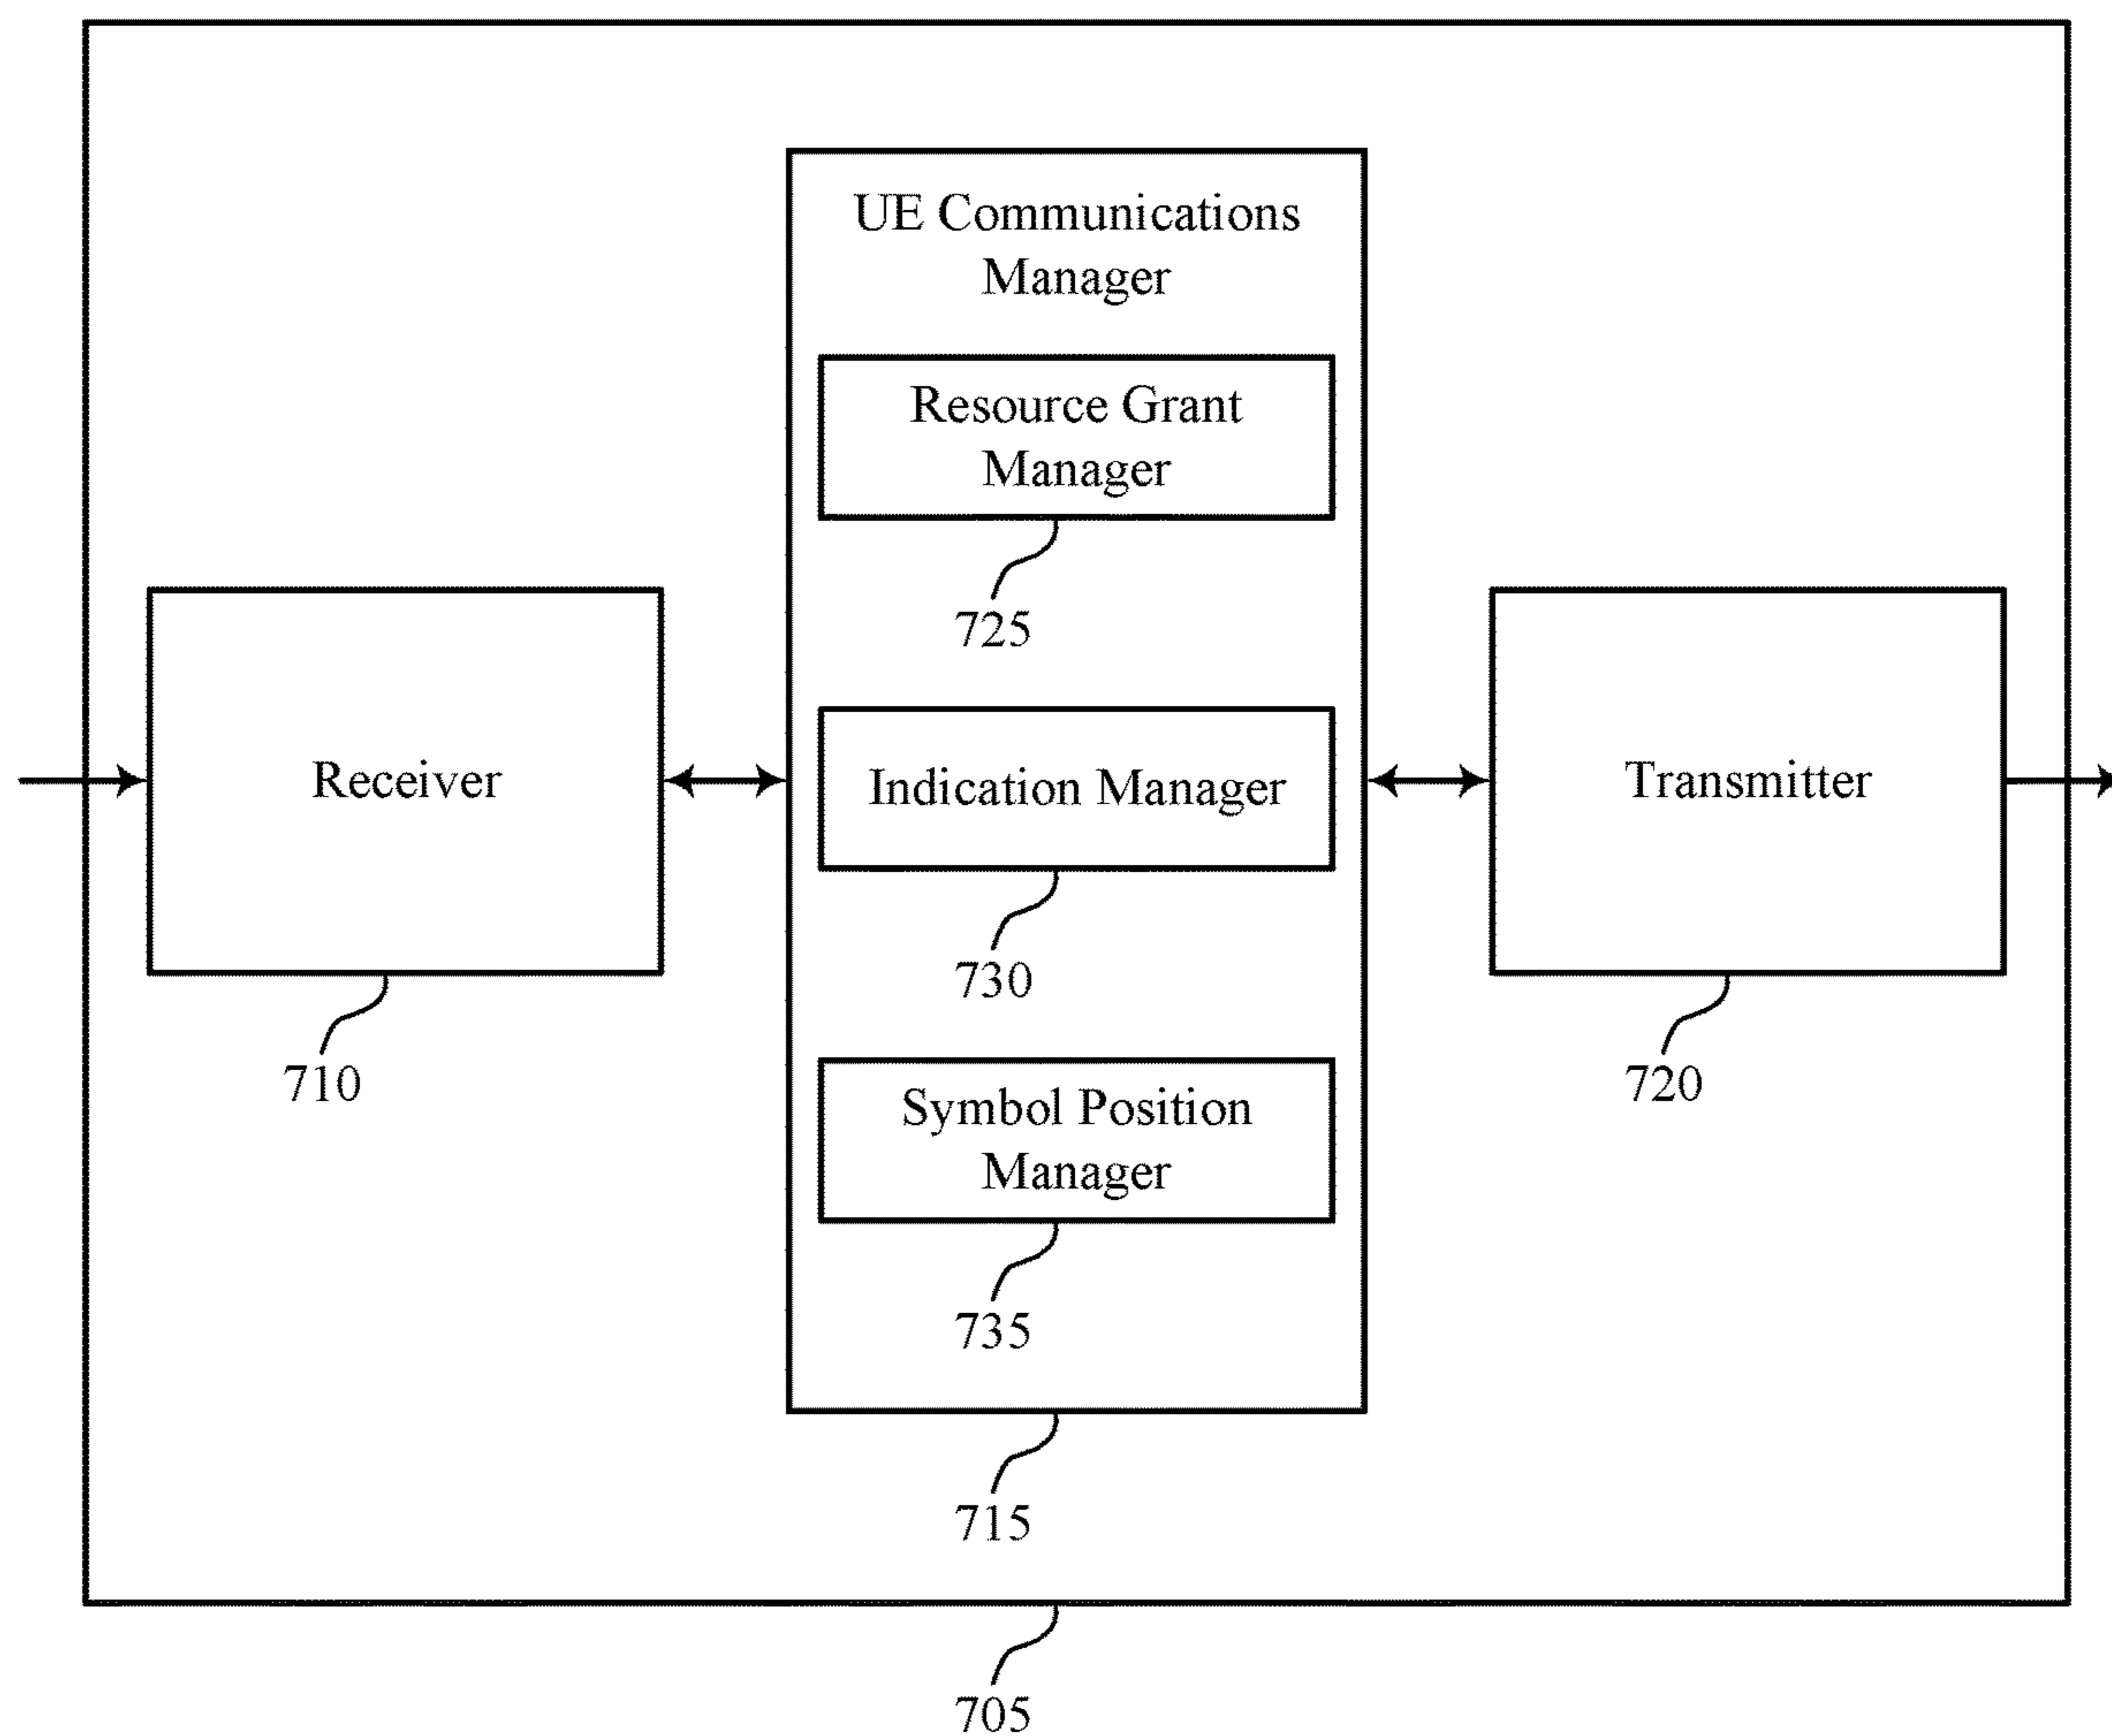 UE Communications
Manager
Resource Grant
Manager
725
Receiver
710
Indication Manager
730
Transmitter
720
Symbol Position
Manager
735
715
705